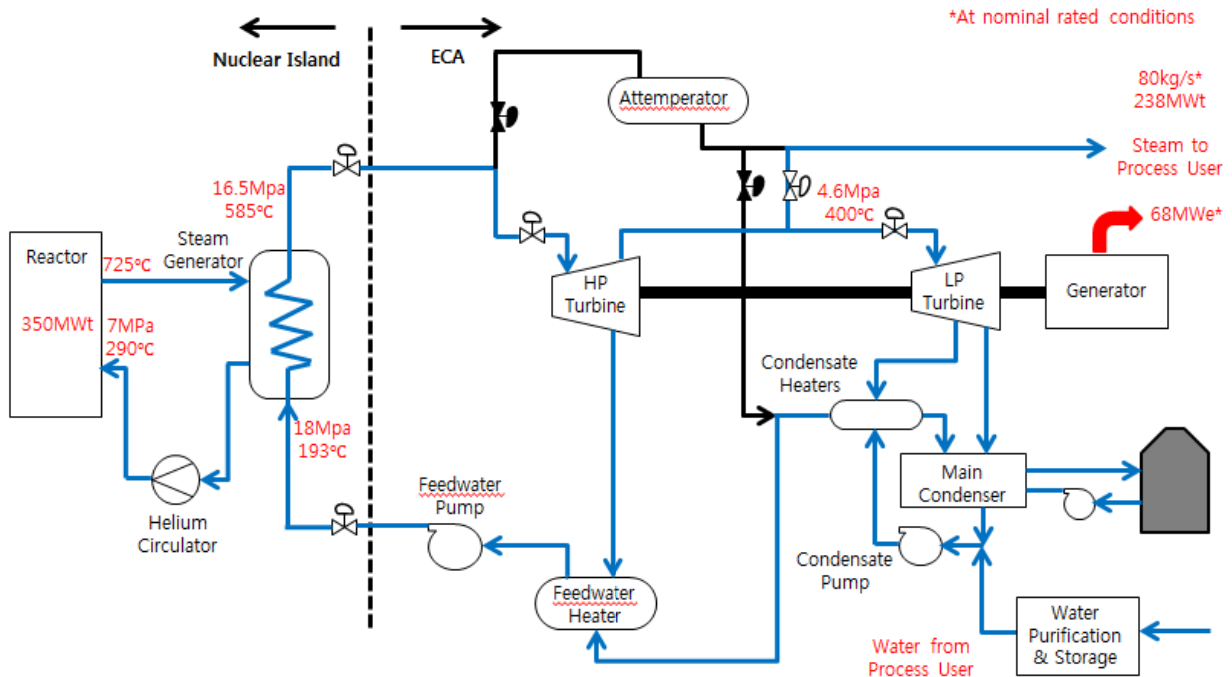 *At nominal rated conditions
Nuclear Island
ECA
Attemperator
80kg/s*
238MWt
Steam to
Process User
16.5Mpa
585℃
4.6Mpa
400℃
68MWe*
Steam
Generator
Reactor
725℃
350MWt
7MPa
290℃
HP
Turbine
LP
Turbine
Generator
Condensate
Heaters
18Mpa
193℃
Feedwater
Pump
Main
Condenser
Helium
Circulator
Condensate
Pump
Feedwater
Heater
Water
Purification
& Storage
Water from
Process User